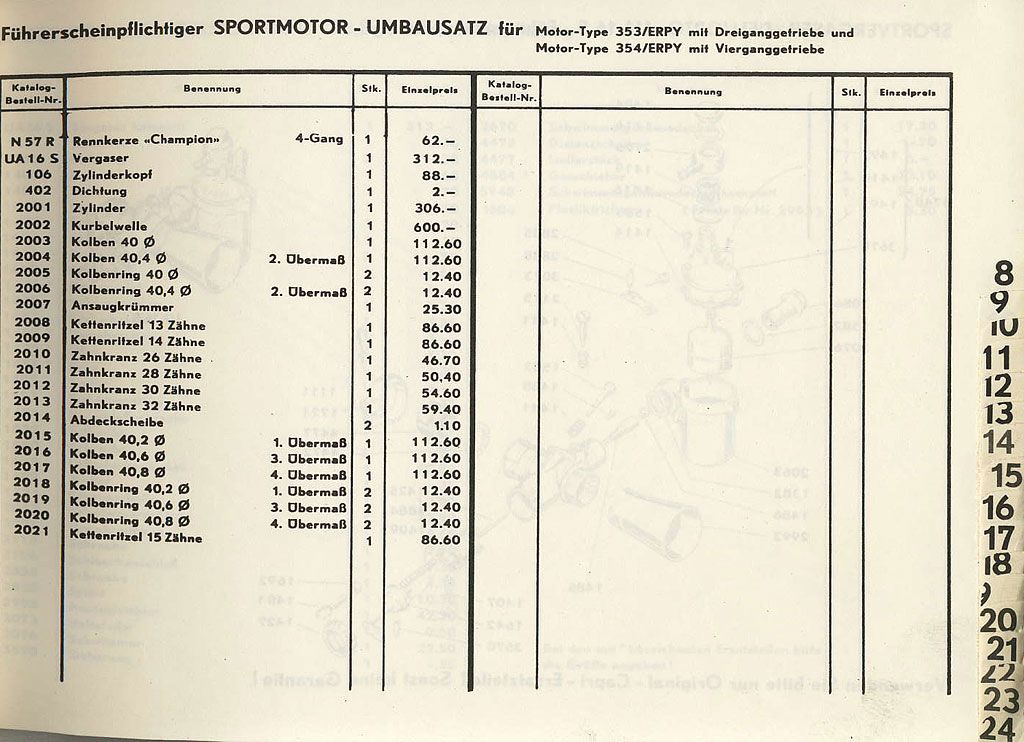 Führerscheinpflichtiger SPORTMOTOR - UMBAUSATZ für Motor-Type 353/ERPY mit Dreiganggetriebe und
Motor-Type 354/ERPY mit Vierganggetriebe
Katalog-Bestell-Nr. Benennung Stk. Einzelpreis Katalog-Bestell-Nr. Benennung Stk. Einzelpreis
N 57 R Rennkerze «Champion» 4-Gang 1 62.–
UA 16 S Vergaser 1 312.–
106 Zylinderkopf 1 88.–
402 Dichtung 1 2.–
2001 Zylinder 1 306.–
2002 Kurbelwelle 1 600.–
2003 Kolben 40 Ø 1 112.60
2004 Kolben 40,4 Ø 2. Übermaß 1 112.60
2005 Kolbenring 40 Ø 2 12.40
2006 Kolbenring 40,4 Ø 2. Übermaß 2 12.40
2007 Ansaugkrümmer 1 25.30
2008 Kettenritzel 13 Zähne 1 86.60
2009 Kettenritzel 14 Zähne 1 86.60
2010 Zahnkranz 26 Zähne 1 46.70
2011 Zahnkranz 28 Zähne 1 50,40
2012 Zahnkranz 30 Zähne 1 54.60
2013 Zahnkranz 32 Zähne 1 59.40
2014 Abdeckscheibe 2 1.10
2015 Kolben 40,2 Ø 1. Übermaß 1 112.60
2016 Kolben 40,6 Ø 3. Übermaß 1 112.60
2017 Kolben 40,8 Ø 4. Übermaß 1 112.60
2018 Kolbenring 40,2 Ø 1. Übermaß 2 12.40
2019 Kolbenring 40,6 Ø 3. Übermaß 2 12.40
2020 Kolbenring 40,8 Ø 4. Übermaß 2 12.40
2021 Kettenritzel 15 Zähne 1 86.60
8
9
10
11
12
13
14
15
16
17
18
9
20
21
22
23
24